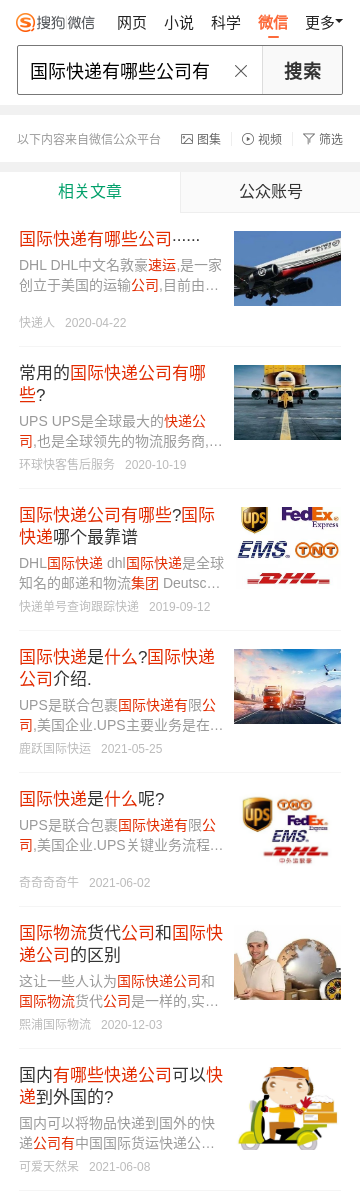 搜狗 微信 网页 小说 科学 微信 更多
国际快递有哪些公司有 搜索
以下内容来自微信公众平台 图集 视频 筛选
相关文章 公众账号
国际快递有哪些公司······
DHL DHL中文名敦豪速运,是一家
创立于美国的运输公司,目前由…
快递人 2020-04-22
常用的国际快递公司有哪
些?
UPS UPS是全球最大的快递公
司,也是全球领先的物流服务商,…
环球快客售后服务 2020-10-19
国际快递公司有哪些?国际
快递哪个最靠谱
DHL国际快递 dhl国际快递是全球
知名的邮递和物流集团 Deutsc…
快递单号查询跟踪快递 2019-09-12
ups FedEx
Express
EMS TNT
DHL
国际快递是什么?国际快递
公司介绍.
UPS是联合包裹国际快递有限公
司,美国企业.UPS主要业务是在…
鹿跃国际快运 2021-05-25
国际快递是什么呢?
UPS是联合包裹国际快递有限公
司,美国企业.UPS关键业务流程…
奇奇奇奇牛 2021-06-02
ups TNT
FedEx
Express
EMS
DHL
中外运敦豪
国际物流货代公司和国际快
递公司的区别
这让一些人认为国际快递公司和
国际物流货代公司是一样的,实…
熙浦国际物流 2020-12-03
国内有哪些快递公司可以快
递到外国的?
国内可以将物品快递到国外的快
递公司有中国国际货运快递公…
可爱天然呆 2021-06-08